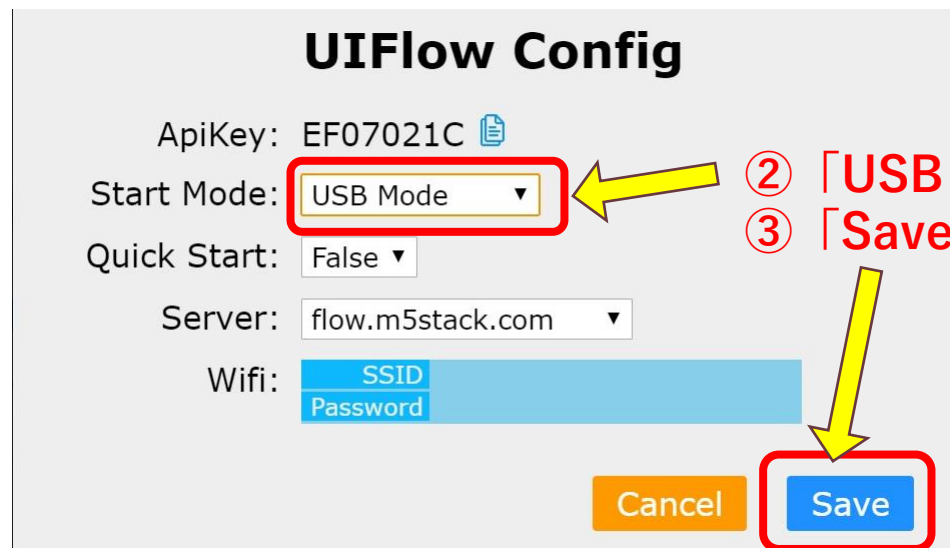 UIFlow Config
ApiKey: EF07021C
Start Mode: USB Mode
② 「USB
③ 「Save
Quick Start: False
Server: flow.m5stack.com
Wifi: SSID
Password
Cancel Save